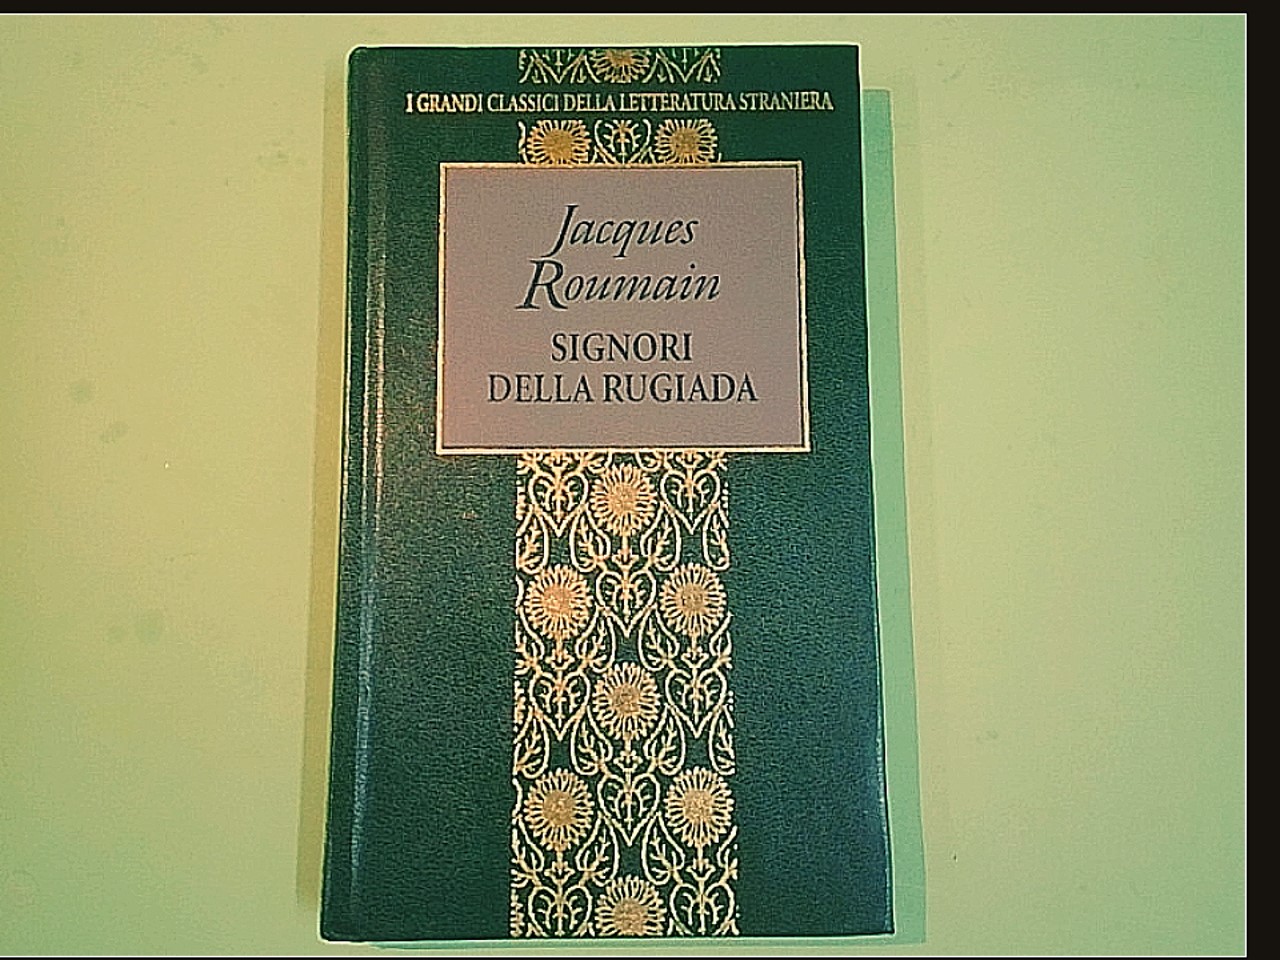 I GRANDI CLASSICI DELLA LETTERATURA STRANIERA
Jacques
Roumain
SIGNORI
DELLA RUGIADA